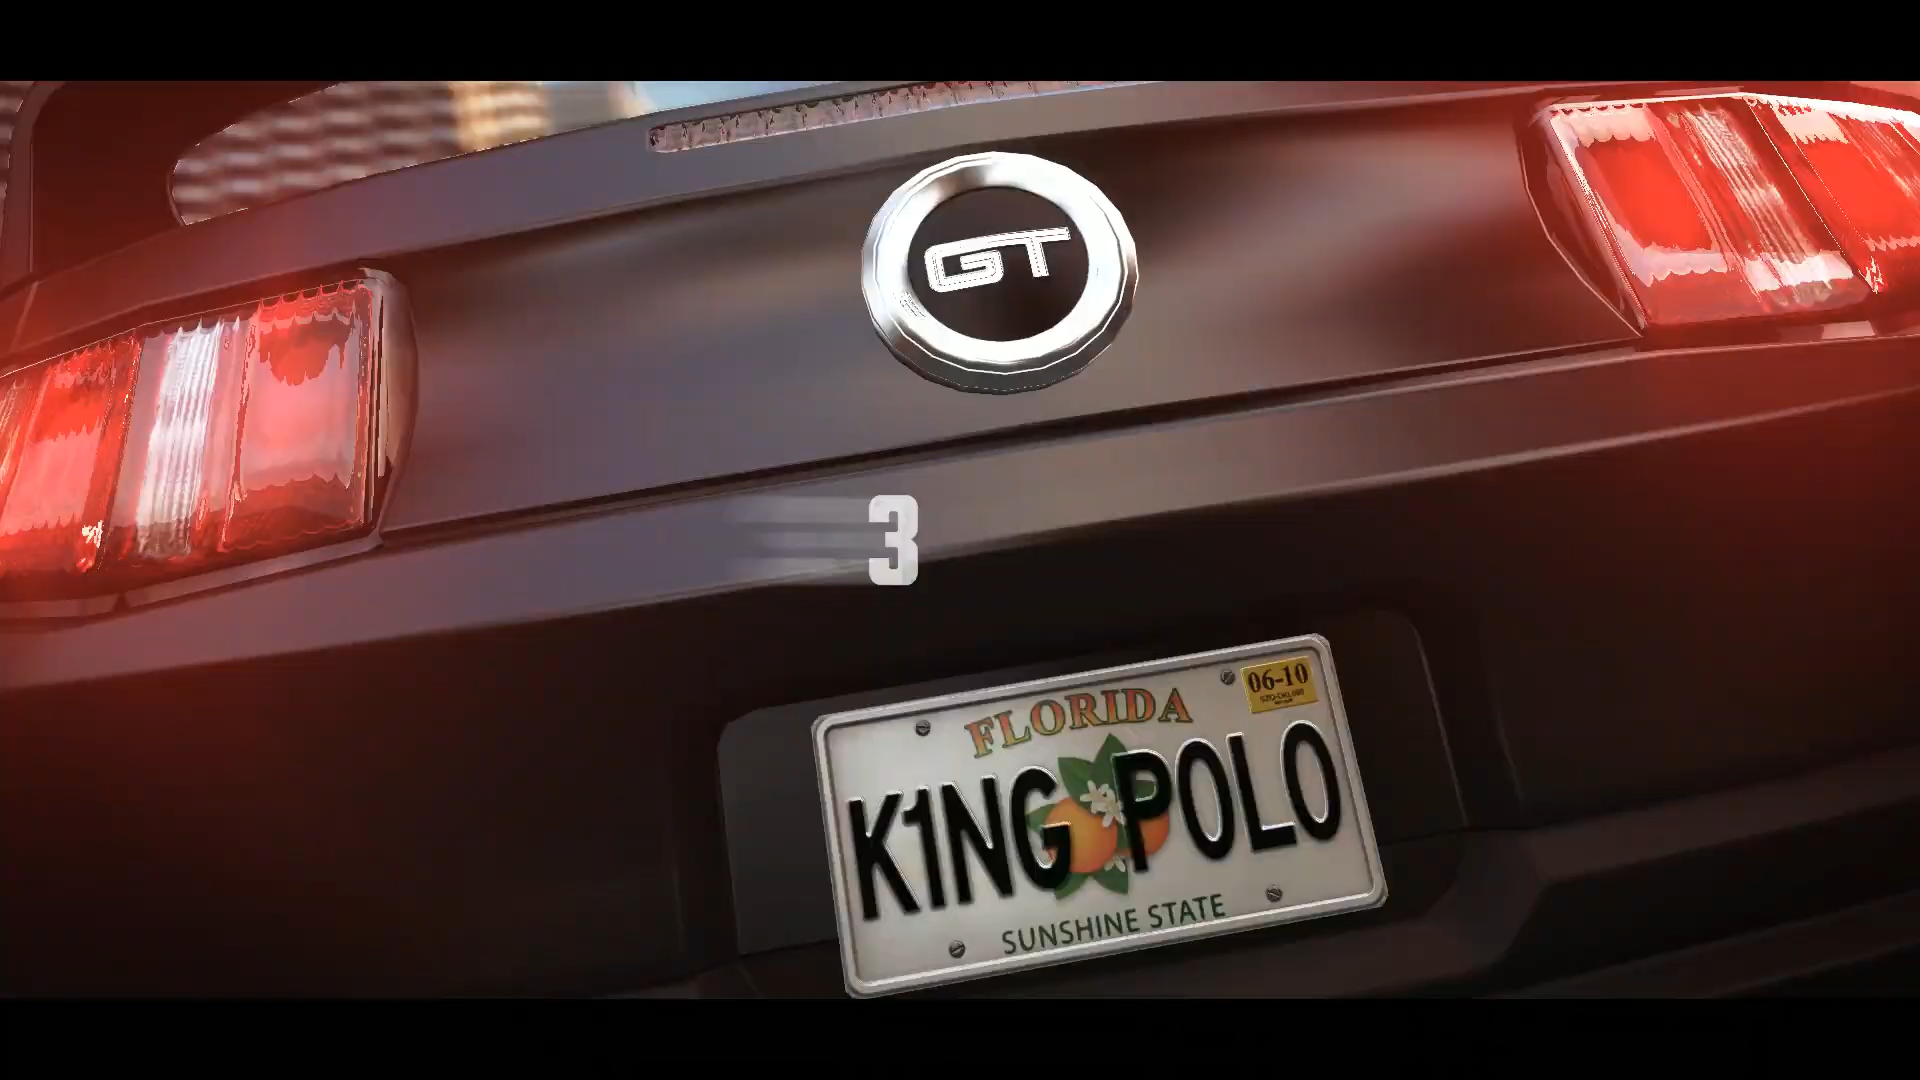 GT
3
06-10
FLORIDA
K1NG POLO
SUNSHINE STATE